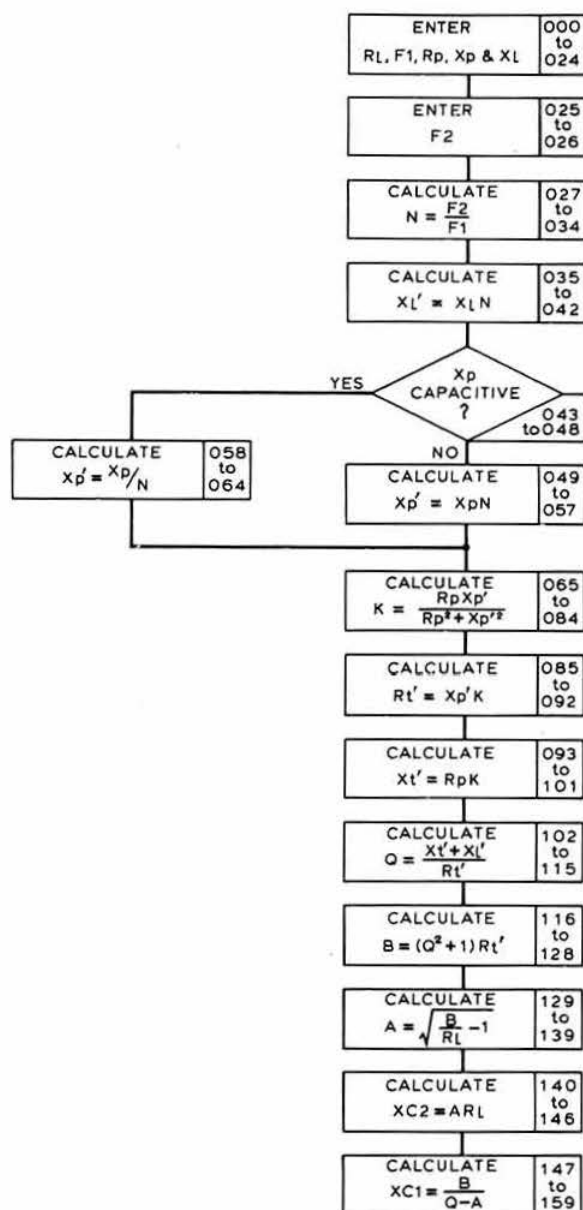 ENTER
RL, F1, Rp, Xp & XL
000
to
024
ENTER
F2
025
to
026
CALCULATE
N = F2/F1
027
to
034
CALCULATE
XL' = XLN
035
to
042
YES
Xp
CAPACITIVE
?
043
to 048
NO
CALCULATE
Xp' = Xp/N
058
to
064
CALCULATE
Xp' = XpN
049
to
057
CALCULATE
K = RpXp'/Rp²+Xp'²
065
to
084
CALCULATE
Rt' = Xp'K
085
to
092
CALCULATE
Xt' = RpK
093
to
101
CALCULATE
Q = Xt'+XL'/Rt'
102
to
115
CALCULATE
B = (Q²+1) Rt'
116
to
128
CALCULATE
A = √B/RL -1
129
to
139
CALCULATE
XC2 = ARL
140
to
146
CALCULATE
XC1 = B/Q-A
147
to
159